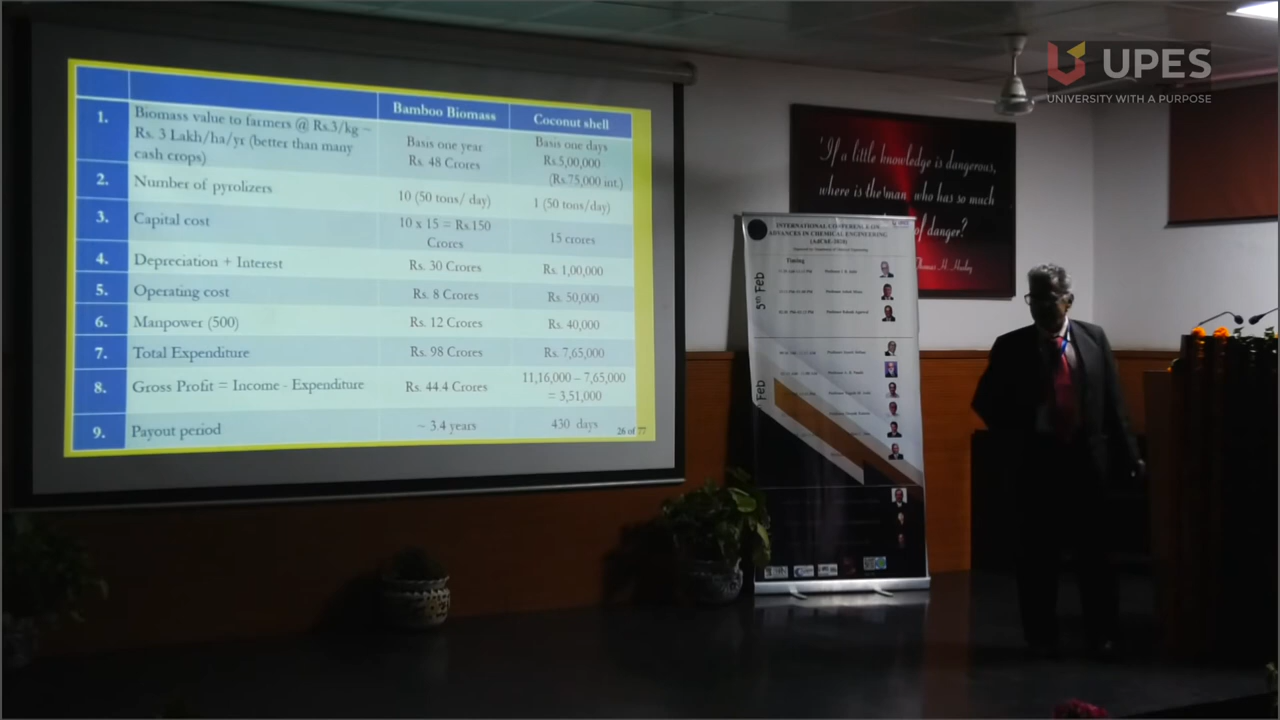 UPES
UNIVERSITY WITH A PURPOSE
Bamboo Biomass
Coconut shell
1.
Biomass value to farmers @ Rs.3/kg –
Rs. 3 Lakh/ha/yr (better than many
cash crops)
Basis one year
Rs. 48 Crores
Basis one days
Rs.5,00,000
(Rs.75,000 int.)
2.
Number of pyrolizers
10 (50 tons/ day)
1 (50 tons/day)
3.
Capital cost
10 x 15 = Rs.150
Crores
15 crores
4.
Depreciation + Interest
Rs. 30 Crores
Rs. 1,00,000
5.
Operating cost
Rs. 8 Crores
Rs. 50,000
6.
Manpower (500)
Rs. 12 Crores
Rs. 40,000
7.
Total Expenditure
Rs. 98 Crores
Rs. 7,65,000
8.
Gross Profit = Income - Expenditure
Rs. 44.4 Crores
11,16,000 – 7,65,000
= 3,51,000
9.
Payout period
~ 3.4 years
430 days
26 of 77
'If a little knowledge is dangerous,
where is the man who has so much
of danger?
Thomas H. Huxley
INTERNATIONAL CONFERENCE ON
ADVANCES IN CHEMICAL ENGINEERING
Timing
5th Feb
Feb